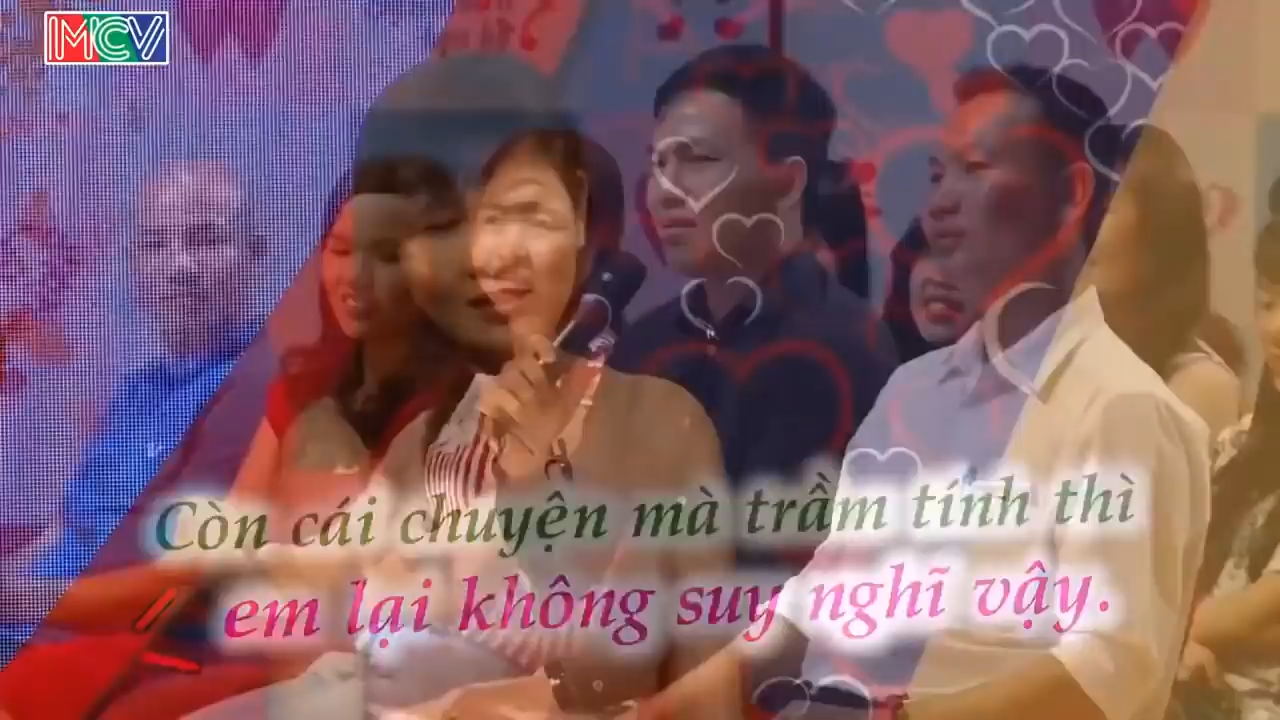 MCV
Còn cái chuyện mà trầm tính thì
em lại không suy nghĩ vậy.